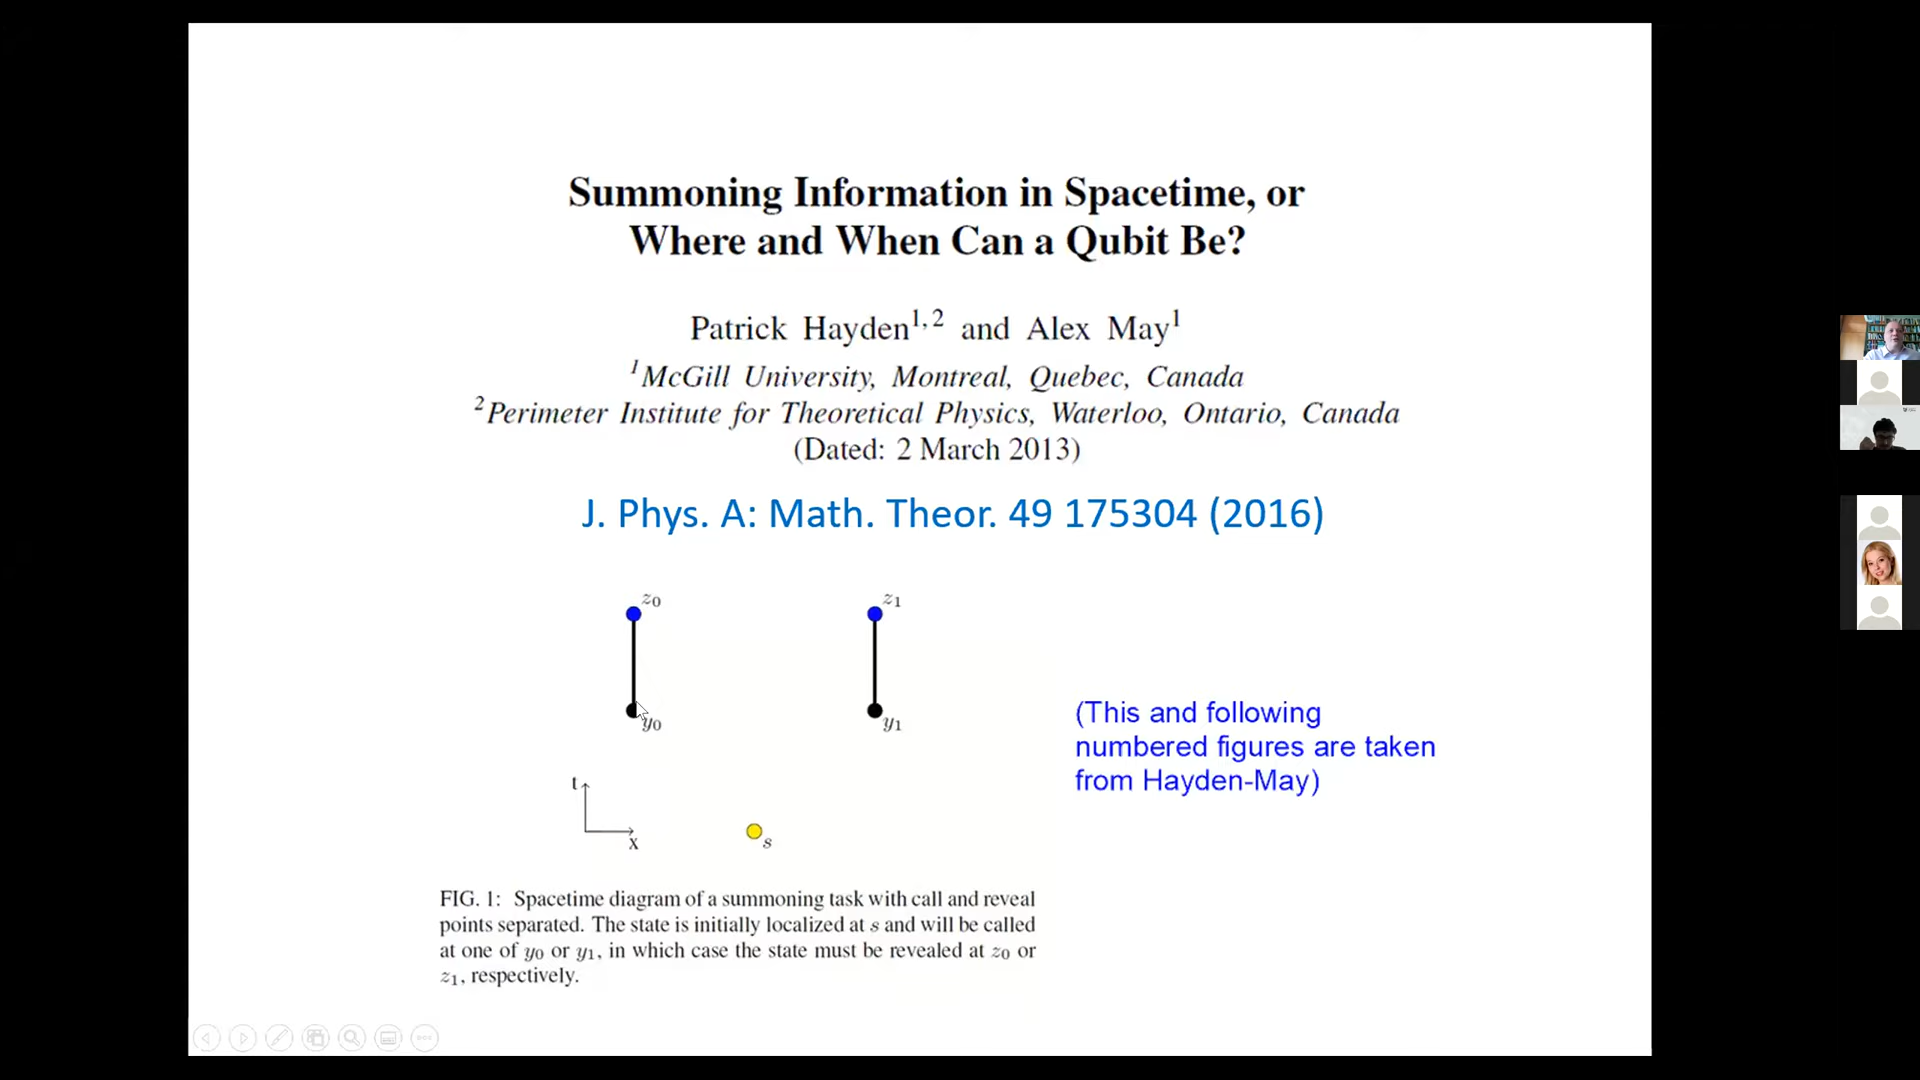 Summoning Information in Spacetime, or
Where and When Can a Qubit Be?
Patrick Hayden1,2 and Alex May1
1McGill University, Montreal, Quebec, Canada
2Perimeter Institute for Theoretical Physics, Waterloo, Ontario, Canada
(Dated: 2 March 2013)
J. Phys. A: Math. Theor. 49 175304 (2016)
z0
z1
y0
y1
(This and following
numbered figures are taken
from Hayden-May)
t
x
s
FIG. 1: Spacetime diagram of a summoning task with call and reveal
points separated. The state is initially localized at s and will be called
at one of y0 or y1, in which case the state must be revealed at z0 or
z1, respectively.